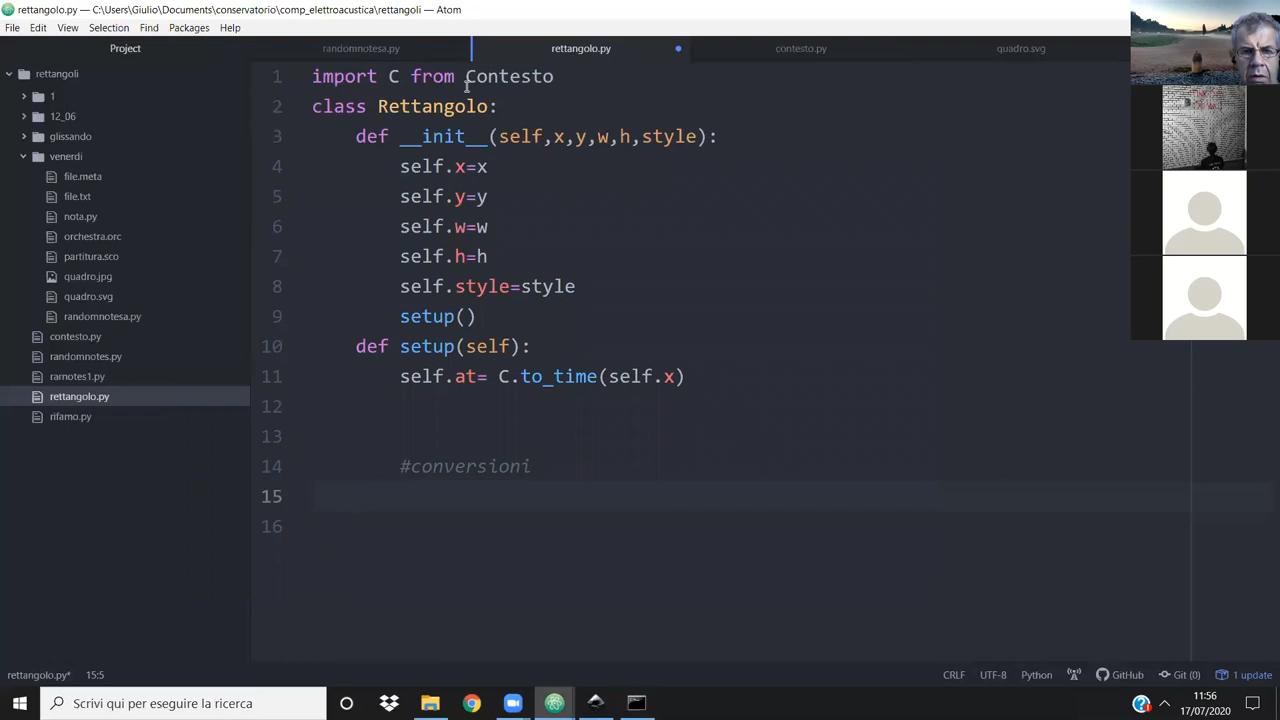 rettangolo.py — C:\Users\Giulio\Documents\conservatorio\comp_elettroacustica\rettangoli — Atom
File Edit View Selection Find Packages Help
Project
randomnotesa.py
rettangolo.py
contesto.py
quadro.svg
rettangoli
1
12_06
glissando
venerdi
file.meta
file.txt
nota.py
orchestra.orc
partitura.sco
quadro.jpg
quadro.svg
randomnotesa.py
contesto.py
randomnotes.py
rarnotes1.py
rettangolo.py
rifamo.py
1 import C from Contesto
2 class Rettangolo:
3 def __init__(self,x,y,w,h,style):
4 self.x=x
5 self.y=y
6 self.w=w
7 self.h=h
8 self.style=style
9 setup()
10 def setup(self):
11 self.at= C.to_time(self.x)
12
13
14 #conversioni
15
16
rettangolo.py* 15:5
CRLF UTF-8 Python GitHub Git (0) 1 update
Scrivi qui per eseguire la ricerca
11:56
17/07/2020